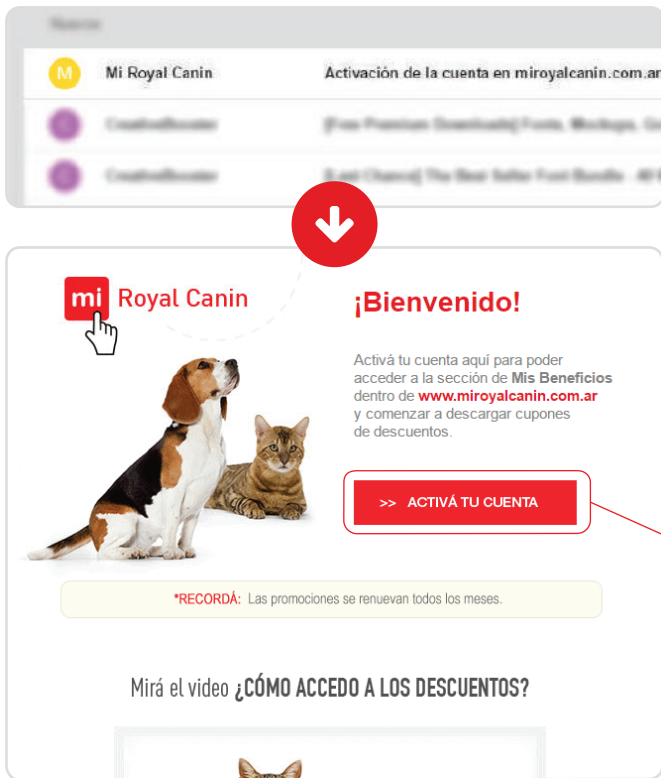 M Mi Royal Canin Activación de la cuenta en miroyalcanin.com.ar
mi Royal Canin
¡Bienvenido!
Activá tu cuenta aquí para poder
acceder a la sección de Mis Beneficios
dentro de www.miroyalcanin.com.ar
y comenzar a descargar cupones
de descuentos.
>> ACTIVÁ TU CUENTA
*RECORDÁ: Las promociones se renuevan todos los meses.
Mirá el video ¿CÓMO ACCEDO A LOS DESCUENTOS?